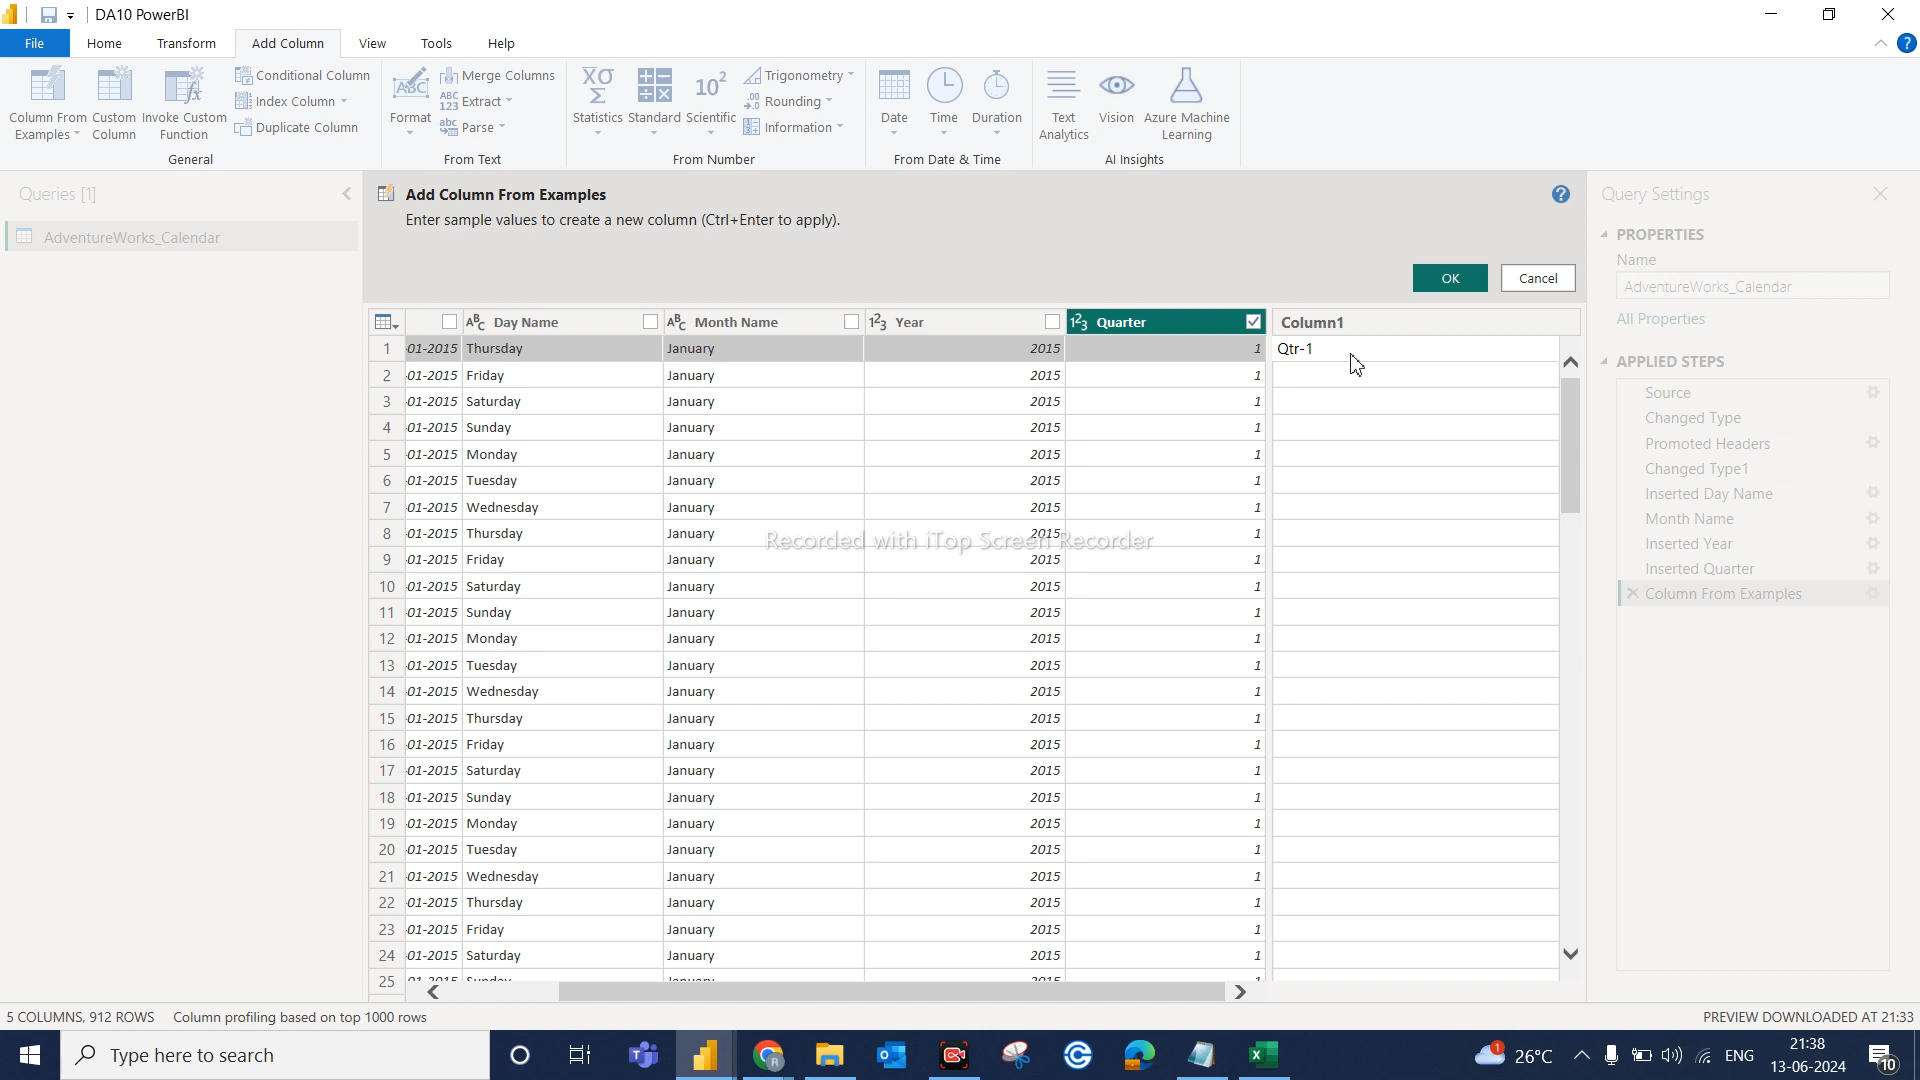 DA10 PowerBI
File Home Transform Add Column View Tools Help
Column From Examples
Custom Column
Invoke Custom Function
Conditional Column
Index Column
Duplicate Column
General
Format
Merge Columns
Extract
Parse
From Text
Statistics
Standard
Scientific
Trigonometry
Rounding
Information
From Number
Date
Time
Duration
From Date & Time
Text Analytics
Vision
Azure Machine Learning
AI Insights
Queries [1]
AdventureWorks_Calendar
Add Column From Examples
Enter sample values to create a new column (Ctrl+Enter to apply).
OK Cancel
Day Name Month Name Year Quarter Column1
1 01-2015 Thursday January 2015 1 Qtr-1
2 01-2015 Friday January 2015 1
3 01-2015 Saturday January 2015 1
4 01-2015 Sunday January 2015 1
5 01-2015 Monday January 2015 1
6 01-2015 Tuesday January 2015 1
7 01-2015 Wednesday January 2015 1
8 01-2015 Thursday January 2015 1
9 01-2015 Friday January 2015 1
10 01-2015 Saturday January 2015 1
11 01-2015 Sunday January 2015 1
12 01-2015 Monday January 2015 1
13 01-2015 Tuesday January 2015 1
14 01-2015 Wednesday January 2015 1
15 01-2015 Thursday January 2015 1
16 01-2015 Friday January 2015 1
17 01-2015 Saturday January 2015 1
18 01-2015 Sunday January 2015 1
19 01-2015 Monday January 2015 1
20 01-2015 Tuesday January 2015 1
21 01-2015 Wednesday January 2015 1
22 01-2015 Thursday January 2015 1
23 01-2015 Friday January 2015 1
24 01-2015 Saturday January 2015 1
25
Recorded with iTop Screen Recorder
Query Settings
PROPERTIES
Name
AdventureWorks_Calendar
All Properties
APPLIED STEPS
Source
Changed Type
Promoted Headers
Changed Type1
Inserted Day Name
Month Name
Inserted Year
Inserted Quarter
Column From Examples
5 COLUMNS, 912 ROWS Column profiling based on top 1000 rows
PREVIEW DOWNLOADED AT 21:33
Type here to search
26°C
ENG
21:38
13-06-2024
10